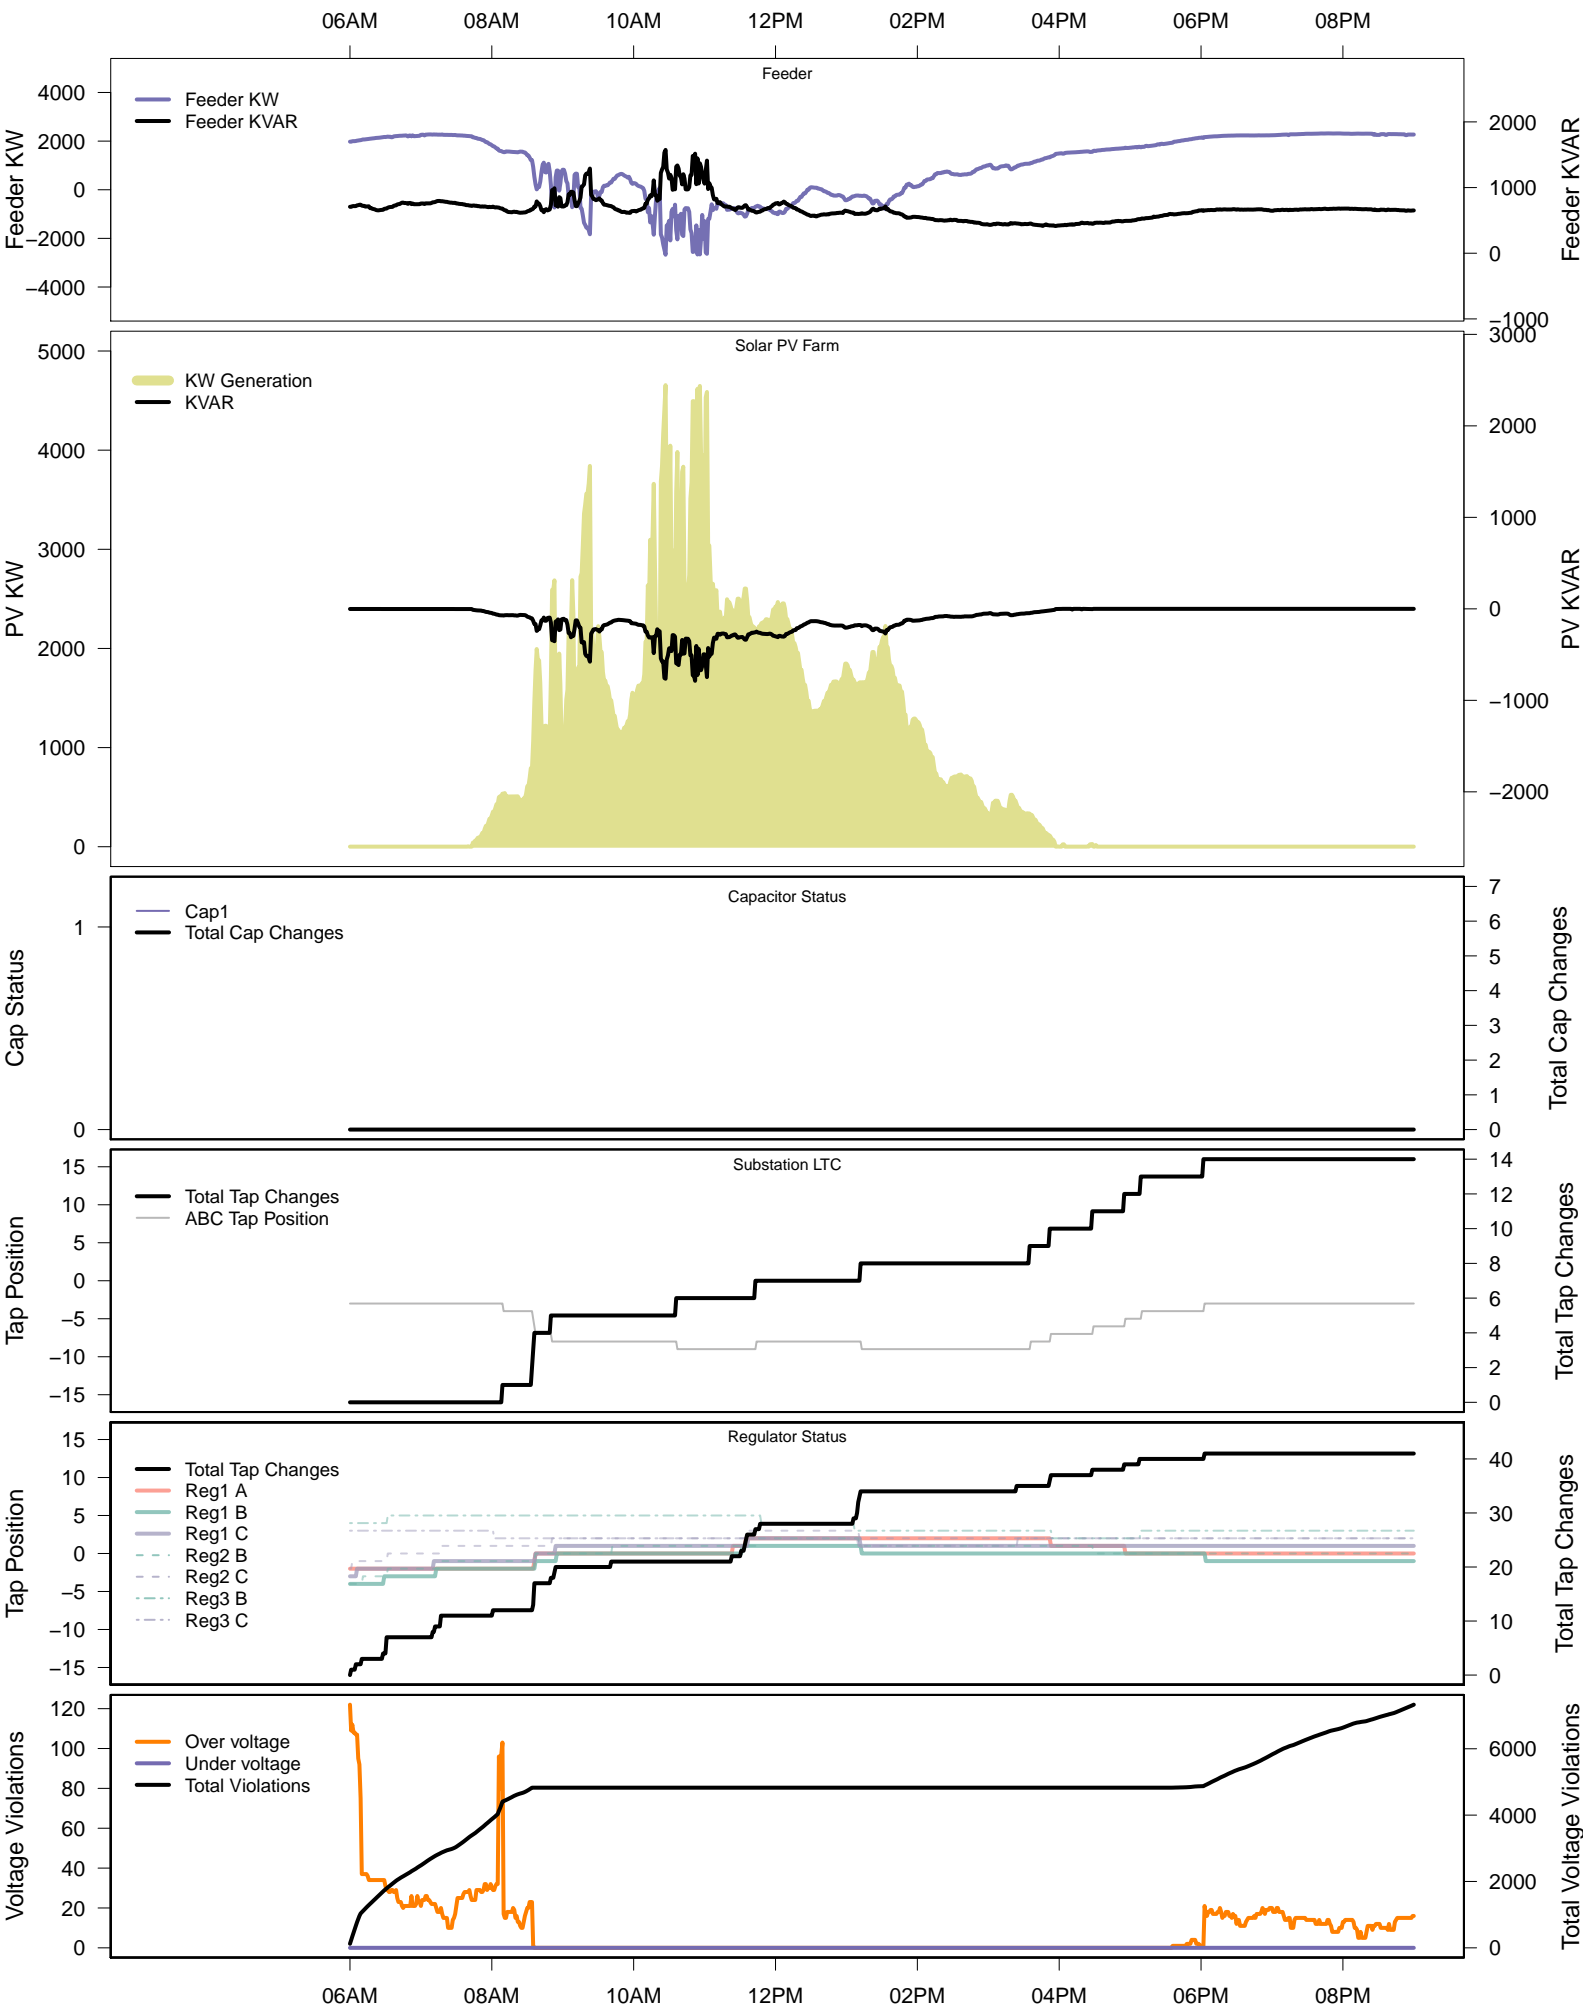 06AM 08AM 10AM 12PM 02PM 04PM 06PM 08PM
Feeder
Feeder KW
Feeder KVAR
4000
2000
0
−2000
−4000
Feeder KW
2000
1000
0
−1000
Feeder KVAR
Solar PV Farm
KW Generation
KVAR
5000
4000
3000
2000
1000
0
PV KW
3000
2000
1000
0
−1000
−2000
PV KVAR
Capacitor Status
Cap1
Total Cap Changes
1
0
Cap Status
7
6
5
4
3
2
1
0
Total Cap Changes
Substation LTC
Total Tap Changes
ABC Tap Position
15
10
5
0
−5
−10
−15
Tap Position
14
12
10
8
6
4
2
0
Total Tap Changes
Regulator Status
Total Tap Changes
Reg1 A
Reg1 B
Reg1 C
Reg2 B
Reg2 C
Reg3 B
Reg3 C
15
10
5
0
−5
−10
−15
Tap Position
40
30
20
10
0
Total Tap Changes
Over voltage
Under voltage
Total Violations
120
100
80
60
40
20
0
Voltage Violations
6000
4000
2000
0
Total Voltage Violations
06AM 08AM 10AM 12PM 02PM 04PM 06PM 08PM